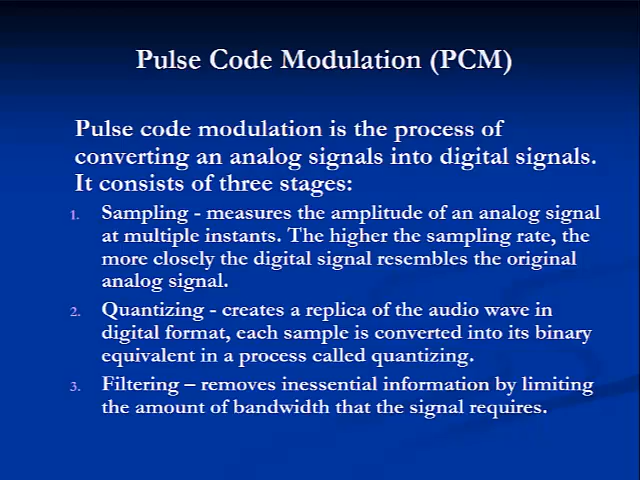 Pulse Code Modulation (PCM)
Pulse code modulation is the process of
converting an analog signals into digital signals.
It consists of three stages:
1. Sampling - measures the amplitude of an analog signal
at multiple instants. The higher the sampling rate, the
more closely the digital signal resembles the original
analog signal.
2. Quantizing - creates a replica of the audio wave in
digital format, each sample is converted into its binary
equivalent in a process called quantizing.
3. Filtering – removes inessential information by limiting
the amount of bandwidth that the signal requires.